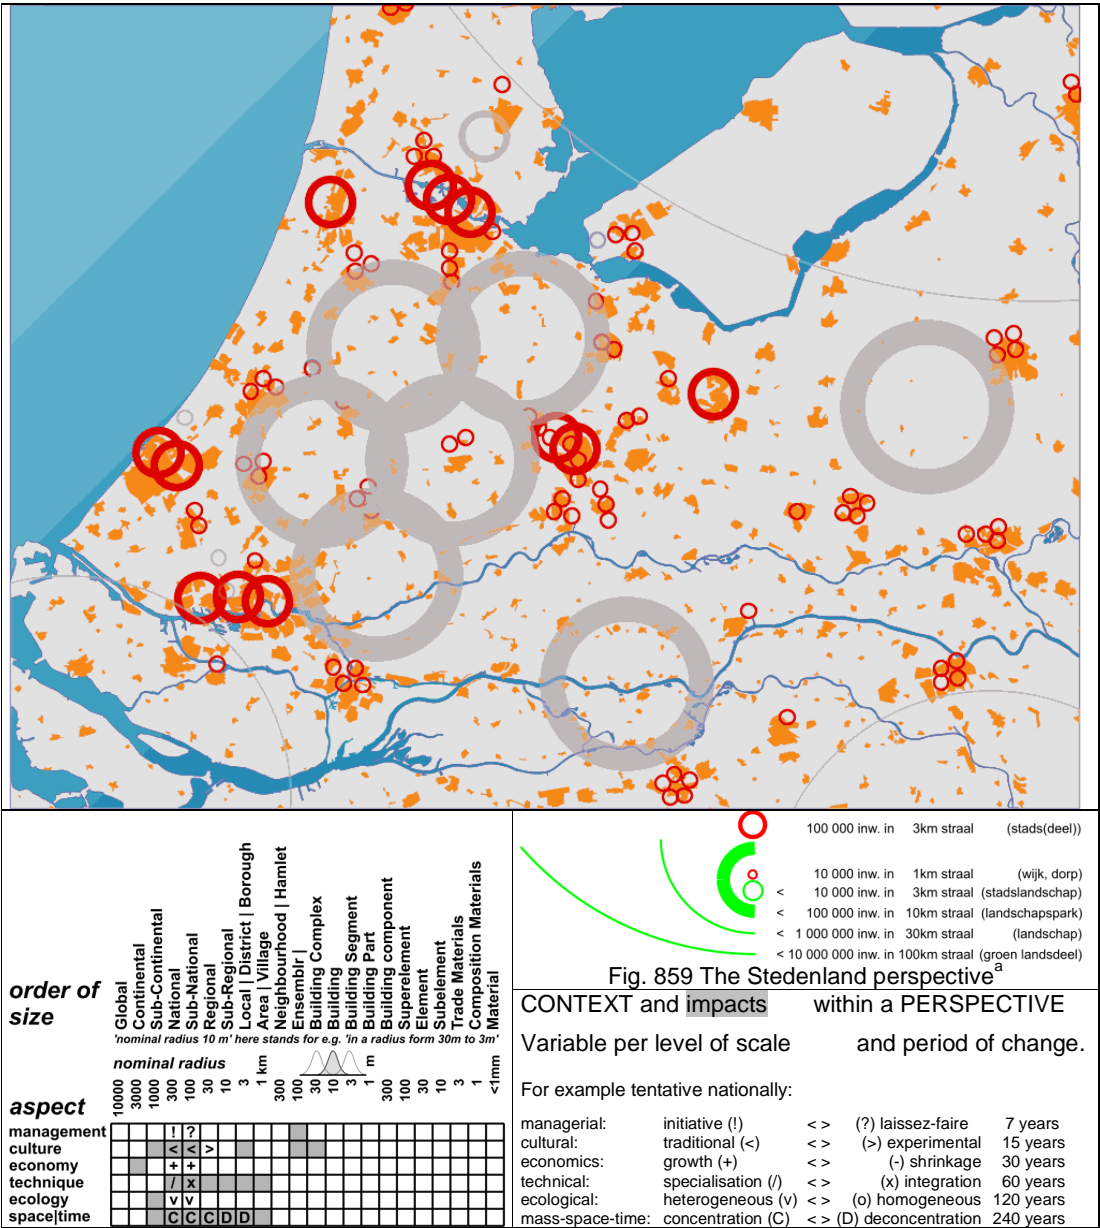 100 000 inw. in 3km straal (stads(deel))
10 000 inw. in 1km straal (wijk, dorp)
< 10 000 inw. in 3km straal (stadslandschap)
< 100 000 inw. in 10km straal (landschapspark)
< 1 000 000 inw. in 30km straal (landschap)
< 10 000 000 inw. in 100km straal (groen landsdeel)
Fig. 859 The Stedenland perspectiveª
order of
size
Global
Continental
Sub-Continental
National
Sub-National
Regional
Sub-Regional
Local | District | Borough
Area | Village
Neighbourhood | Hamlet
Ensembir |
Building Complex
Building
Building Segment
Building Part
Building component
Superelement
Element
Subelement
Trade Materials
Composition Materials
Material
'nominal radius 10 m' here stands for e.g. 'in a radius form 30m to 3m'
nominal radius
10000 3000 1000 300 100 30 10 3 1 km 300 100 30 10 3 1 m 300 100 30 10 3 1 <1mm
aspect
management ! ?
culture < < >
economy + +
technique / x
ecology v v
space|time C C C D D
CONTEXT and impacts within a PERSPECTIVE
Variable per level of scale and period of change.
For example tentative nationally:
managerial: initiative (!) < > (?) laissez-faire 7 years
cultural: traditional (<) < > (>) experimental 15 years
economics: growth (+) < > (-) shrinkage 30 years
technical: specialisation (/) < > (x) integration 60 years
ecological: heterogeneous (v) < > (o) homogeneous 120 years
mass-space-time: concentration (C) < > (D) deconcentration 240 years